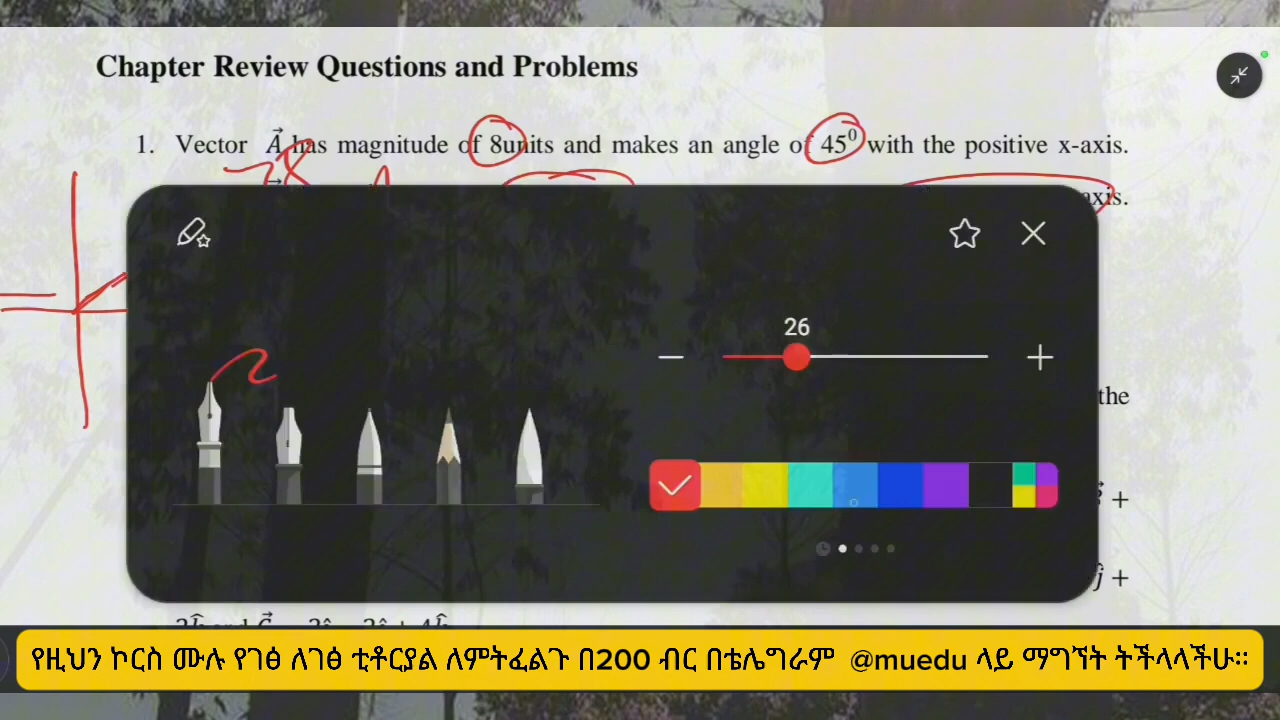 Chapter Review Questions and Problems
1. Vector A⃗ has magnitude of 8units and makes an angle of 45⁰ with the positive x-axis.
axis.
26
the
+
ĵ +
የዚህን ኮርስ ሙሉ የገፅ ለገፅ ቲቶርያል ለምትፈልጉ በ200 ብር በቴሌግራም @muedu ላይ ማግኘት ትችላላችሁ።